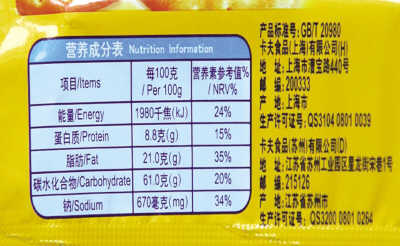 营养成分表 Nutrition Information
项目/Items 每100克 / Per 100g 营养素参考值% / NRV%
能量/Energy 1980千焦(kJ) 24%
蛋白质/Protein 8.8克(g) 15%
脂肪/Fat 21.0克(g) 35%
碳水化合物/Carbohydrate 61.0克(g) 20%
钠/Sodium 670毫克(mg) 34%
产品标准号: GB/T 20980
卡夫食品(上海)有限公司(H)
地 址: 上海市漕宝路440号
邮 编: 200333
产 地: 上海市
生产许可证号: QS3104 0801 0039
卡夫食品(苏州)有限公司(D)
地 址: 江苏省苏州工业园区星龙街宋巷1号
邮 编: 215126
产 地: 江苏省苏州市
生产许可证号: QS3200 0801 0264